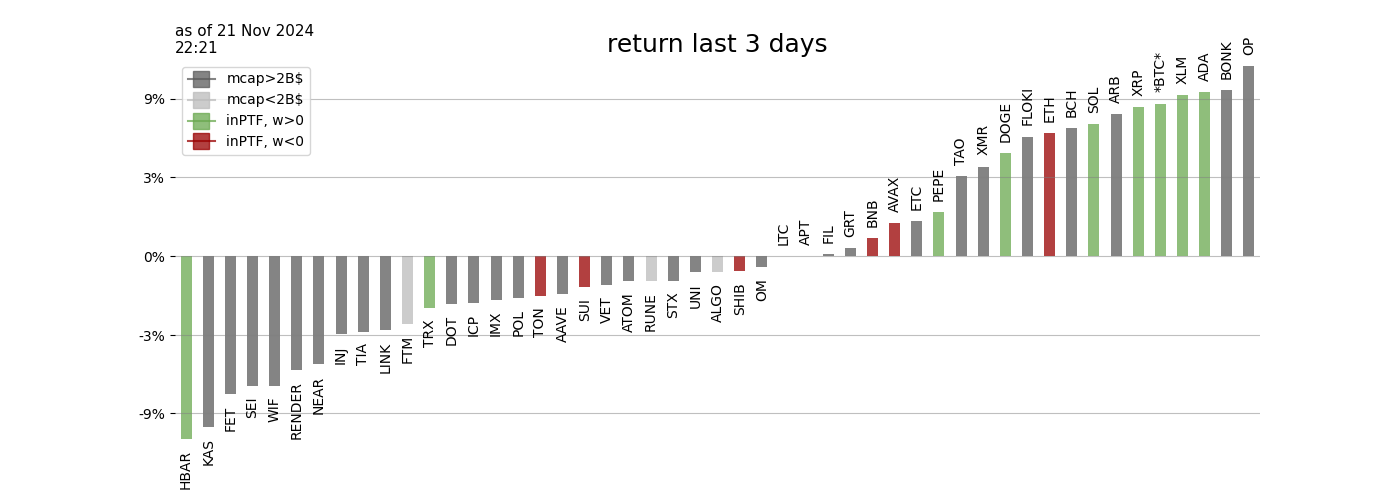 as of 21 Nov 2024
22:21
return last 3 days
mcap>2B$
mcap<2B$
inPTF, w>0
inPTF, w<0
9%
3%
0%
-3%
-9%
HBAR
KAS
FET
SEI
WIF
RENDER
NEAR
INJ
TIA
LINK
FTM
TRX
DOT
ICP
IMX
POL
TON
AAVE
SUI
VET
ATOM
RUNE
STX
UNI
ALGO
SHIB
OM
LTC
APT
FIL
GRT
BNB
AVAX
ETC
PEPE
TAO
XMR
DOGE
FLOKI
ETH
BCH
SOL
ARB
XRP
*BTC*
XLM
ADA
BONK
OP